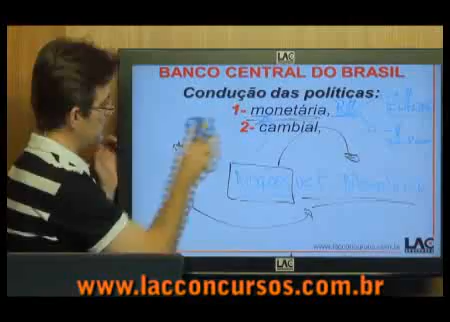 LAC
BANCO CENTRAL DO BRASIL
Condução das políticas:
1- monetária,
2- cambial,
www.lacconcursos.com.br
LAC
LAC
www.lacconcursos.com.br